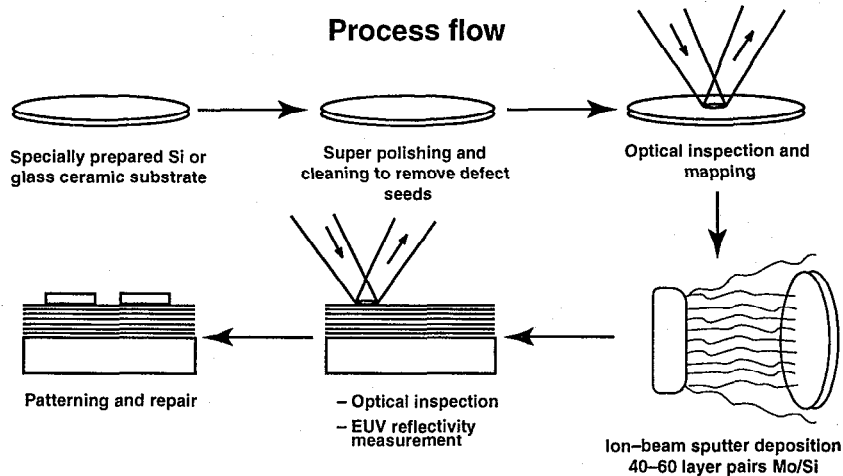 Process flow
Specially prepared Si or
glass ceramic substrate
Super polishing and
cleaning to remove defect
seeds
Optical inspection and
mapping
Ion–beam sputter deposition
40–60 layer pairs Mo/Si
– Optical inspection
– EUV reflectivity
measurement
Patterning and repair